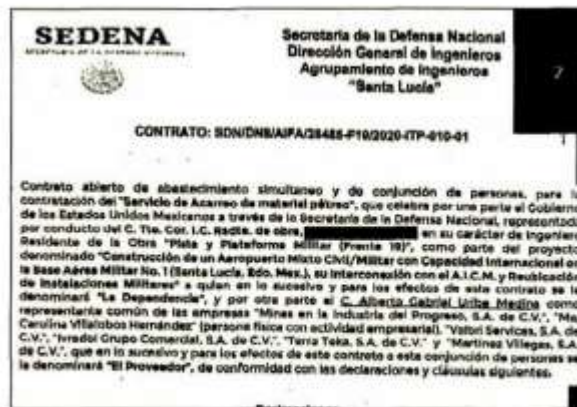 SEDENA
Secretaría de la Defensa Nacional
Dirección General de Ingenieros
Agrupamiento de Ingenieros
"Santa Lucía"
7
CONTRATO: SDN/DNB/AIFA/28485-F19/2020-ITP-010-01
Contrato abierto de abastecimiento simultaneo y de conjunción de personas, para
contratación del "Servicio de Acarreo de material pétreo", que celebra por una parte el Gobierno
de los Estados Unidos Mexicanos a través de la Secretaría de la Defensa Nacional, representado
por conducto del C. Tte. Cor. I.C. Radte. de obra, en su carácter de Ingeniero
Residente de la Obra "Pista y Plataforma Militar (Frente 19)", como parte del proyecto
denominado "Construcción de un Aeropuerto Mixto Civil/Militar con Capacidad Internacional en
la Base Aérea Militar No. 1 (Santa Lucía, Edo. Mex.), su Interconexión con el A.I.C.M. y Reubicación
de Instalaciones Militares" a quien en lo sucesivo y para los efectos de este contrato se le
denominará "La Dependencia", y por otra parte el C. Alberto Gabriel Uribe Medina como
representante común de las empresas "Minas en la Industria del Progreso, S.A. de C.V.", "Ma.
Carolina Villalobos Hernández" (persona física con actividad empresarial), "Valori Services, S.A. de
C.V.", "Ivradol Grupo Comercial, S.A. de C.V.", "Terra Teka, S.A. de C.V." y "Martínez Villegas, S.A.
de C.V.", que en lo sucesivo y para los efectos de este contrato a este conjunción de personas se
le denominará "El Proveedor", de conformidad con las declaraciones y cláusulas siguientes.